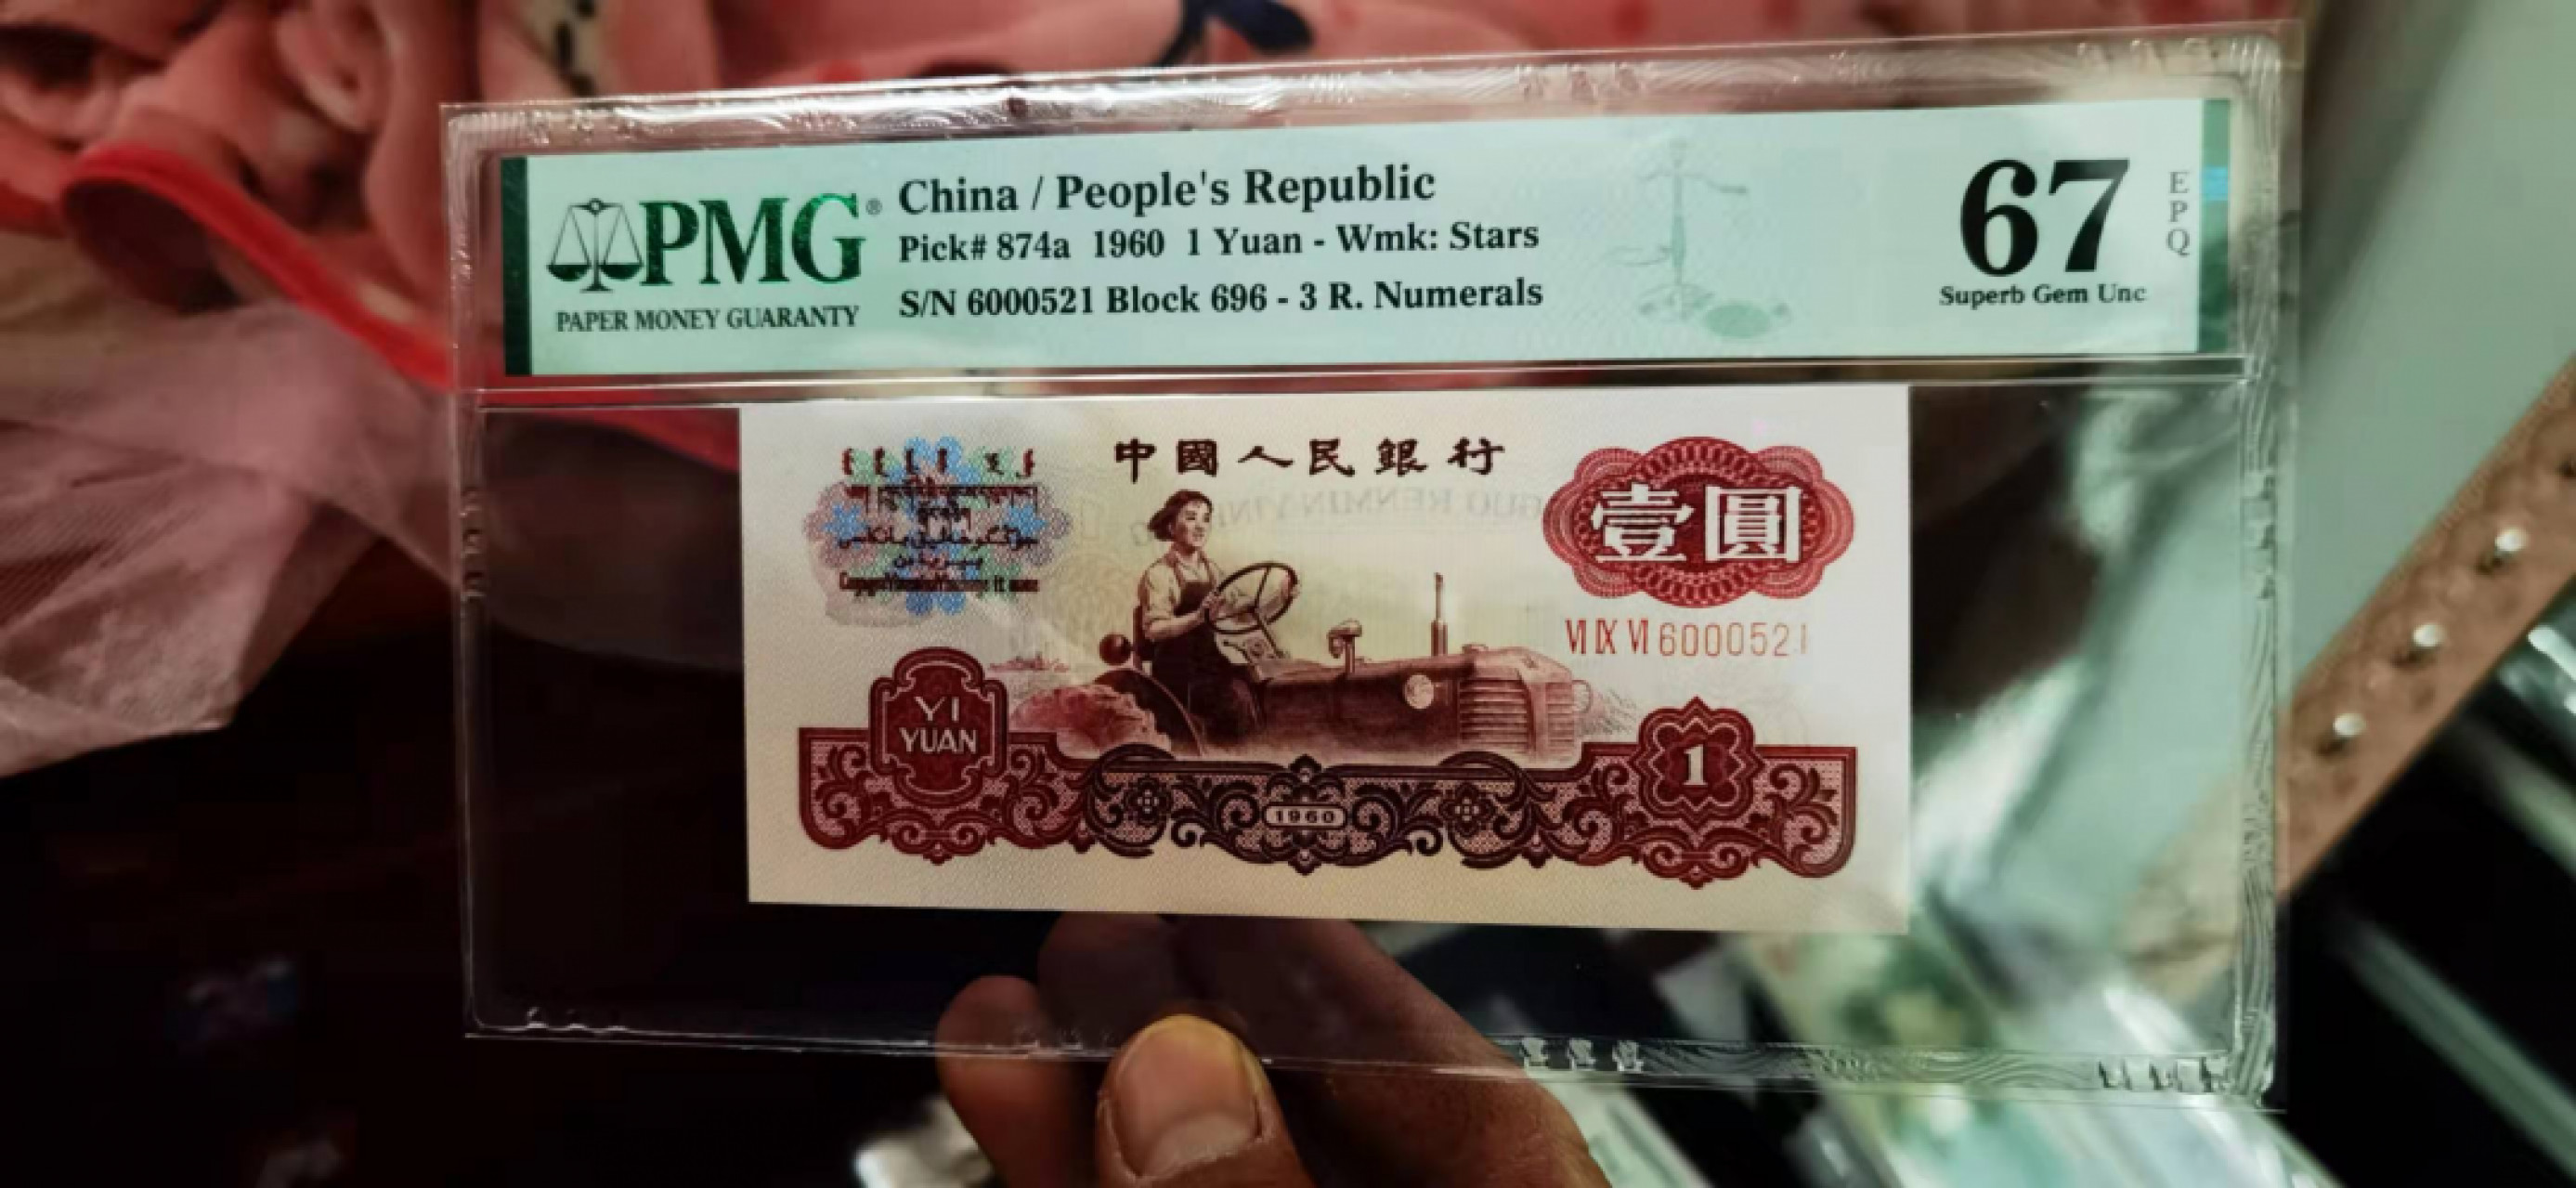 PMG®
PAPER MONEY GUARANTY
China / People's Republic
Pick# 874a 1960 1 Yuan - Wmk: Stars
S/N 6000521 Block 696 - 3 R. Numerals
67
EPQ
Superb Gem Unc
中國人民銀行
壹圓
VI IX VI 6000521
YI
YUAN
1960
1